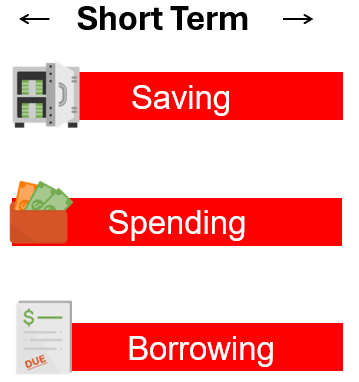 ← Short Term →
Saving
Spending
$
Borrowing
DUE